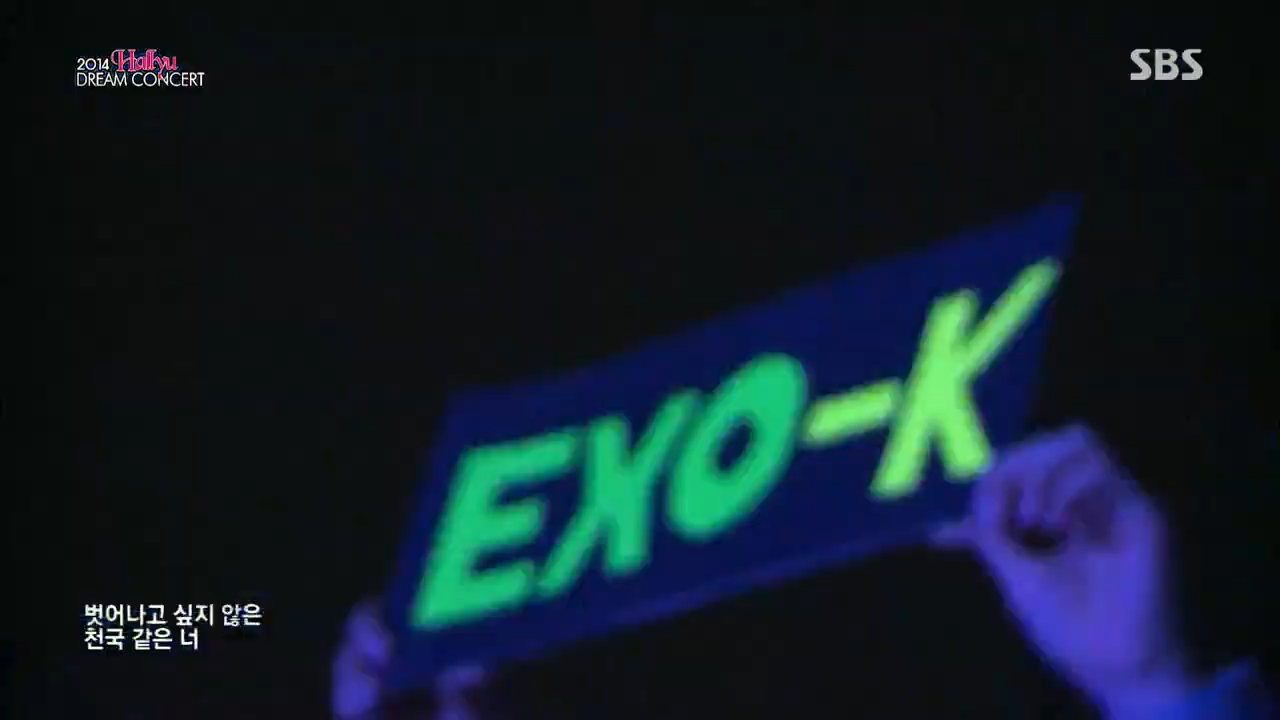 2014 Hallyu
DREAM CONCERT
SBS
EXO-K
벗어나고 싶지 않은
천국 같은 너